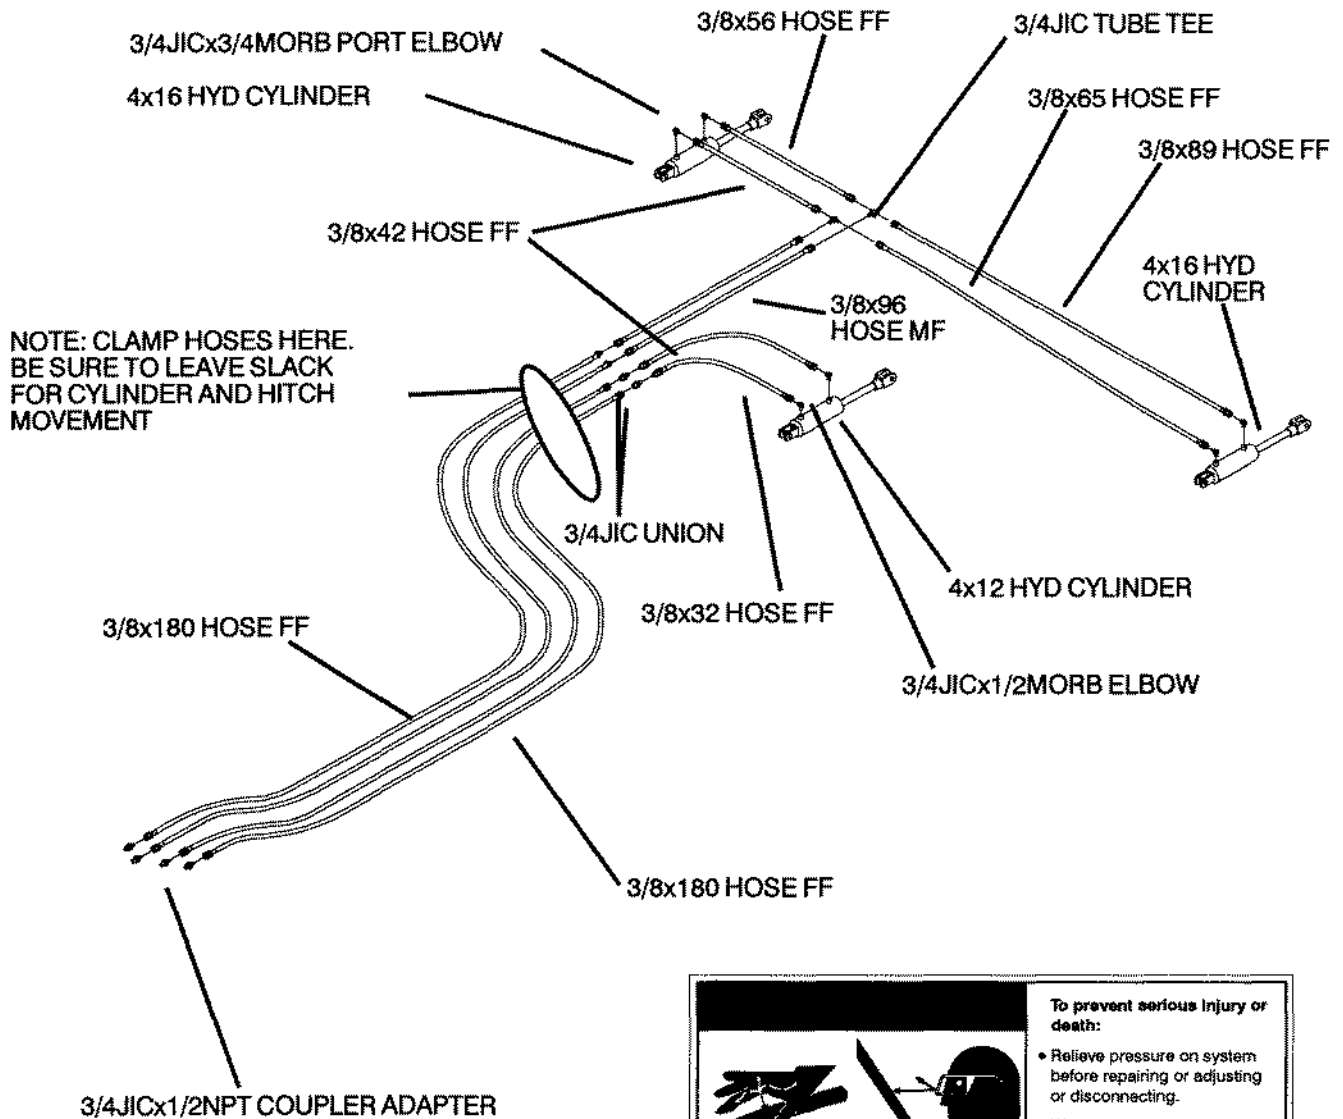 3/8x56 HOSE FF
3/4JIC TUBE TEE
3/4JICx3/4MORB PORT ELBOW
4x16 HYD CYLINDER
3/8x65 HOSE FF
3/8x89 HOSE FF
3/8x42 HOSE FF
4x16 HYD
CYLINDER
3/8x96
HOSE MF
NOTE: CLAMP HOSES HERE.
BE SURE TO LEAVE SLACK
FOR CYLINDER AND HITCH
MOVEMENT
3/4JIC UNION
4x12 HYD CYLINDER
3/8x32 HOSE FF
3/8x180 HOSE FF
3/4JICx1/2MORB ELBOW
3/8x180 HOSE FF
3/4JICx1/2NPT COUPLER ADAPTER
To prevent serious injury or
death:
• Relieve pressure on system
before repairing or adjusting
or disconnecting.